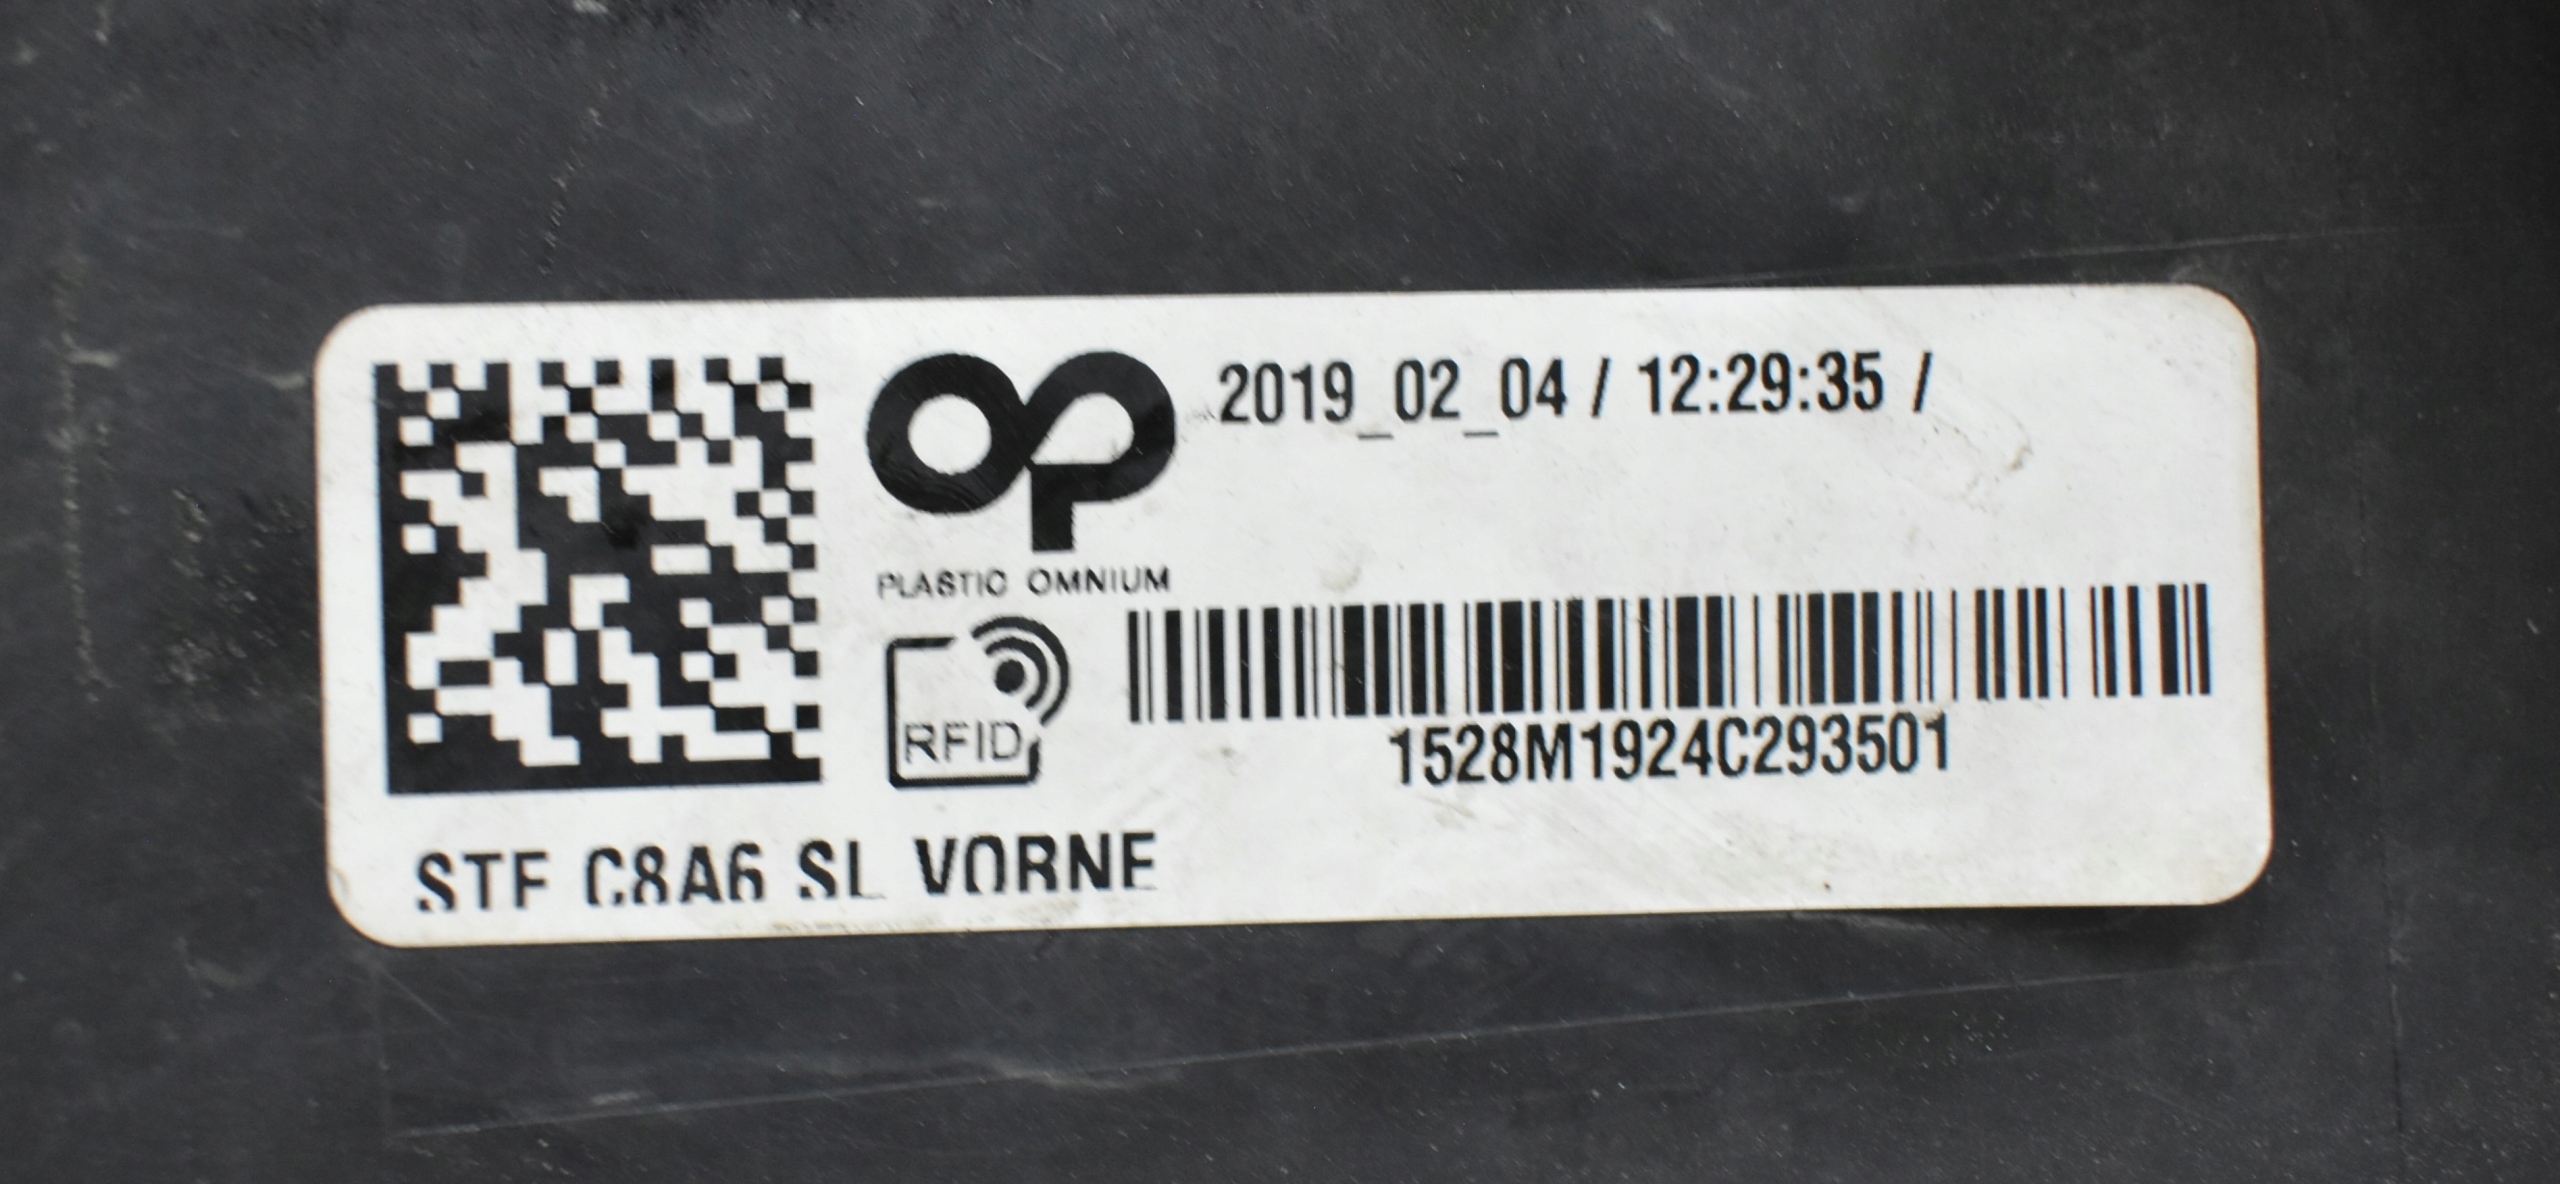 2019_02_04 / 12:29:35 /
PLASTIC OMNIUM
RFID
1528M1924C293501
STF C8A6 SL VORNE